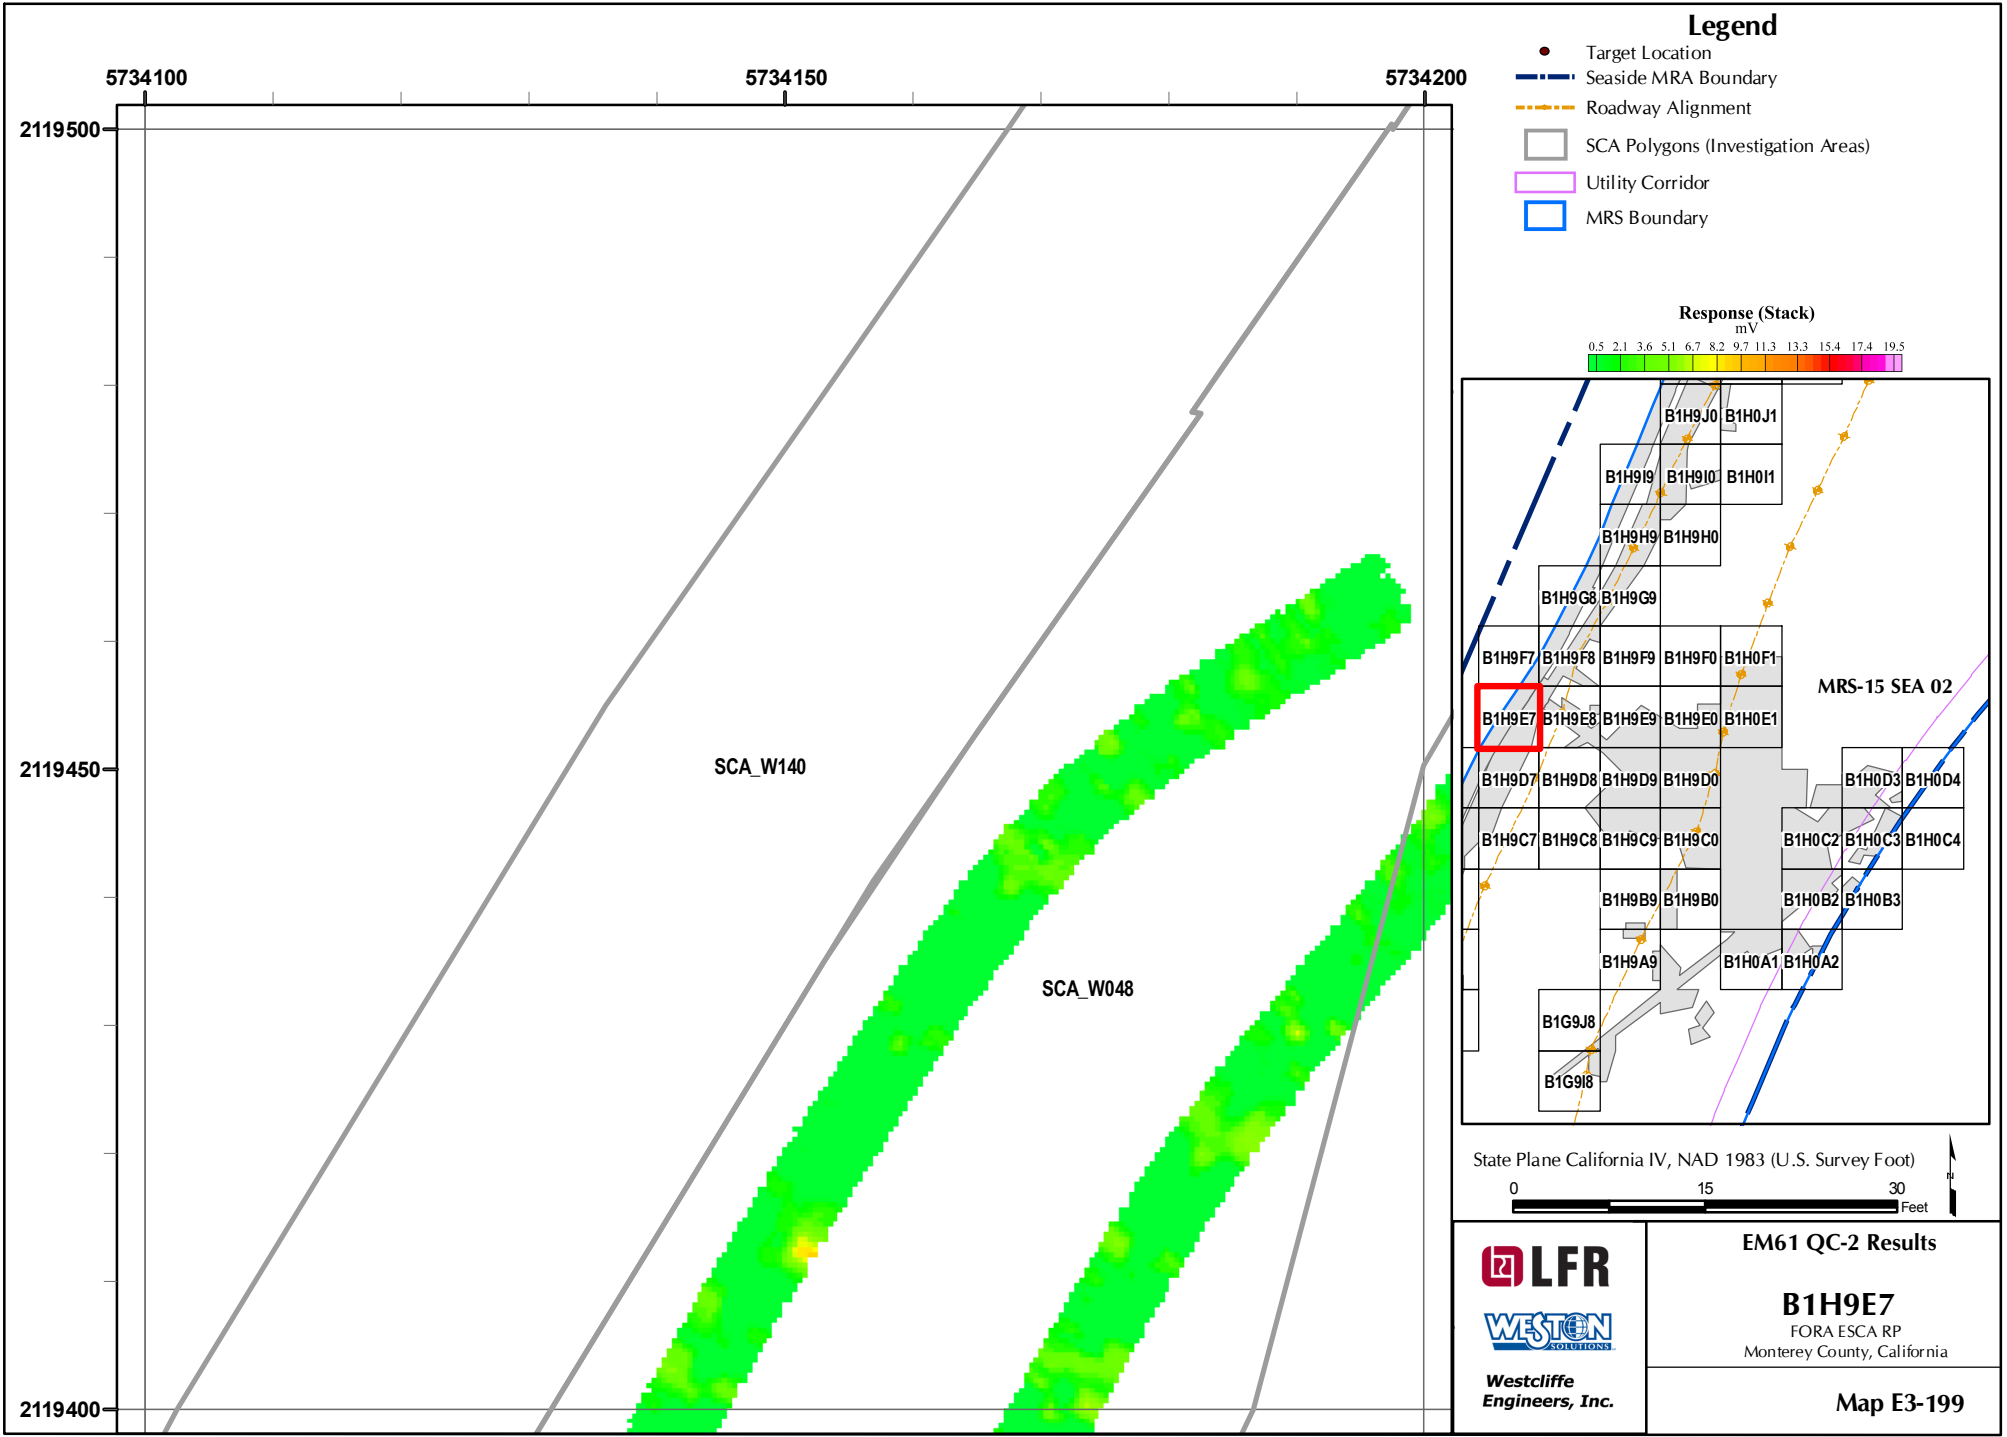 Legend
Target Location
Seaside MRA Boundary
Roadway Alignment
SCA Polygons (Investigation Areas)
Utility Corridor
MRS Boundary
5734100
5734150
5734200
2119500
2119450
2119400
SCA_W140
SCA_W048
Response (Stack)
mV
0.5 2.1 3.6 5.1 6.7 8.2 9.7 11.3 13.3 15.4 17.4 19.5
B1H9J0 B1H0J1
B1H9I9 B1H9I0 B1H0I1
B1H9H9 B1H9H0
B1H9G8 B1H9G9
B1H9F7 B1H9F8 B1H9F9 B1H9F0 B1H0F1
MRS-15 SEA 02
B1H9E7 B1H9E8 B1H9E9 B1H9E0 B1H0E1
B1H9D7 B1H9D8 B1H9D9 B1H9D0 B1H0D3 B1H0D4
B1H9C7 B1H9C8 B1H9C9 B1H9C0 B1H0C2 B1H0C3 B1H0C4
B1H9B9 B1H9B0 B1H0B2 B1H0B3
B1H9A9 B1H0A1 B1H0A2
B1G9J8
B1G9I8
State Plane California IV, NAD 1983 (U.S. Survey Foot)
0 15 30
Feet
N
LFR
WESTON
SOLUTIONS
Westcliffe
Engineers, Inc.
EM61 QC-2 Results
B1H9E7
FORA ESCA RP
Monterey County, California
Map E3-199